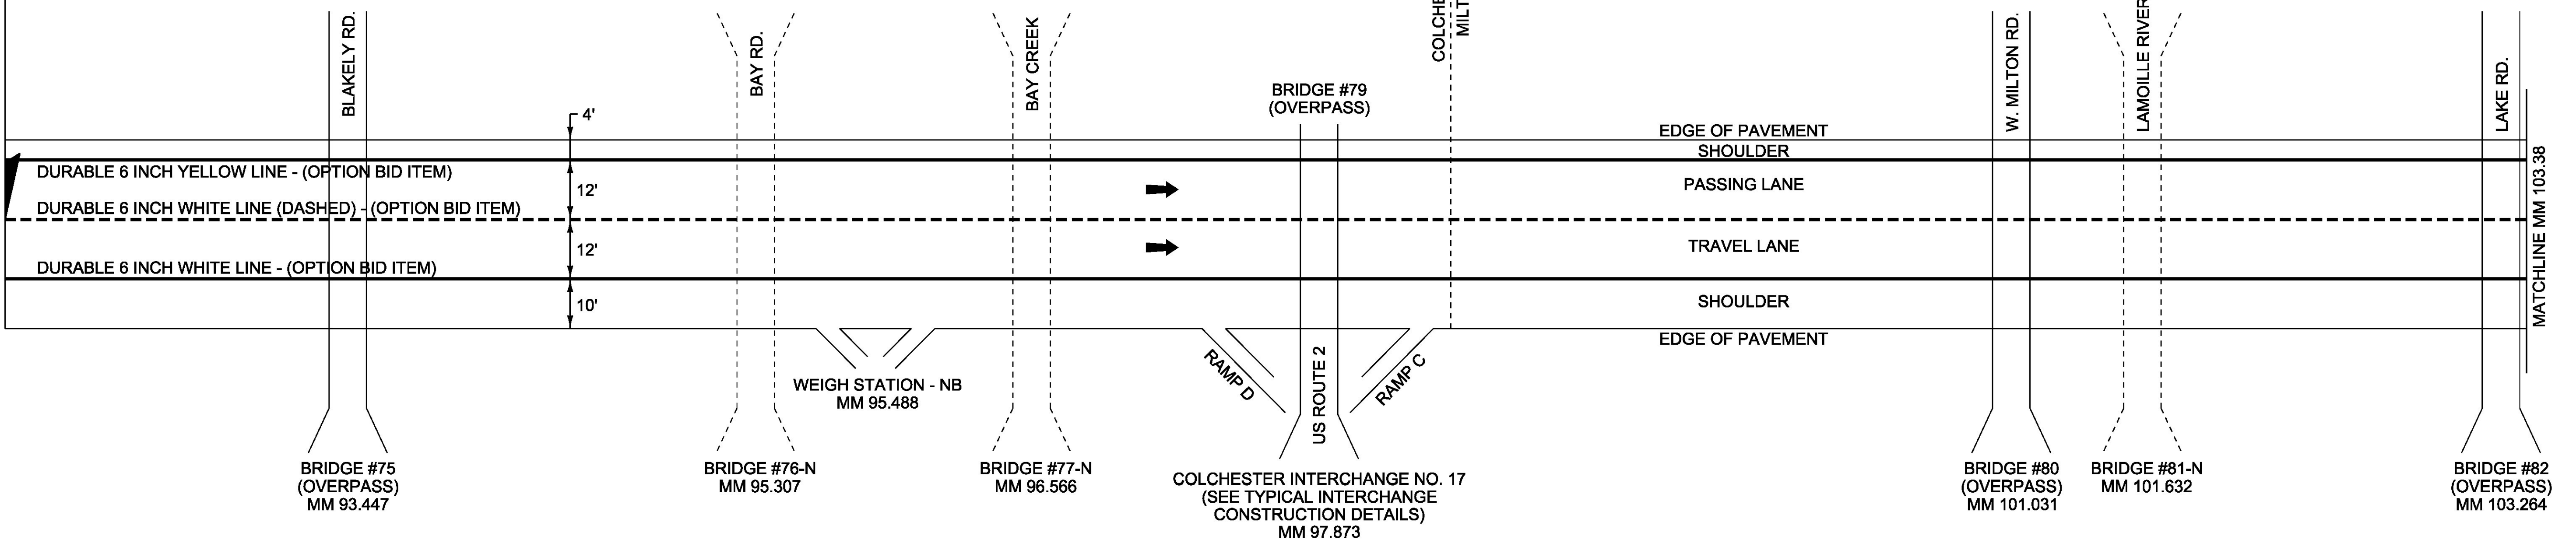 BLAKELY RD.
BAY RD.
BAY CREEK
W. MILTON RD.
LAMOILLE RIVER
LAKE RD.
BRIDGE #79
(OVERPASS)
4'
EDGE OF PAVEMENT
SHOULDER
DURABLE 6 INCH YELLOW LINE - (OPTION BID ITEM)
12'
PASSING LANE
DURABLE 6 INCH WHITE LINE (DASHED) - (OPTION BID ITEM)
12'
TRAVEL LANE
DURABLE 6 INCH WHITE LINE - (OPTION BID ITEM)
10'
SHOULDER
EDGE OF PAVEMENT
MATCHLINE MM 103.38
WEIGH STATION - NB
MM 95.488
RAMP D
US ROUTE 2
RAMP C
BRIDGE #75
(OVERPASS)
MM 93.447
BRIDGE #76-N
MM 95.307
BRIDGE #77-N
MM 96.566
COLCHESTER INTERCHANGE NO. 17
(SEE TYPICAL INTERCHANGE
CONSTRUCTION DETAILS)
MM 97.873
BRIDGE #80
(OVERPASS)
MM 101.031
BRIDGE #81-N
MM 101.632
BRIDGE #82
(OVERPASS)
MM 103.264